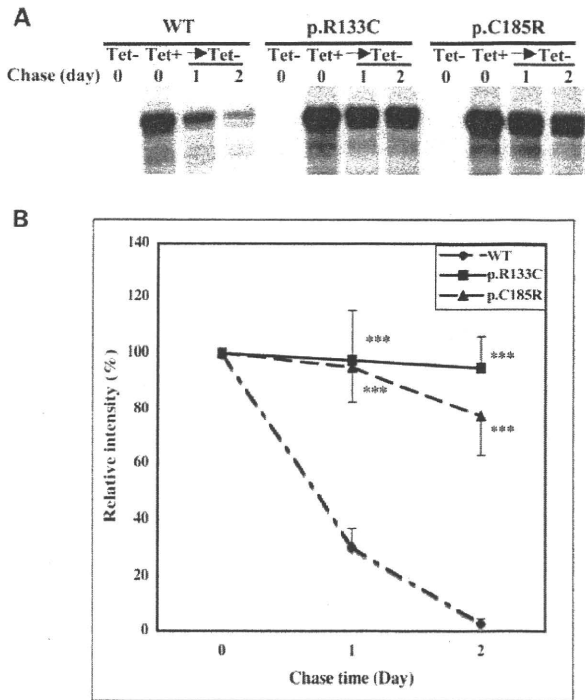 A
WT p.R133C p.C185R
Tet- Tet+ Tet- Tet- Tet+ Tet- Tet- Tet+ Tet-
Chase (day) 0 0 1 2 0 0 1 2 0 0 1 2
B
140
120
100
80
60
40
20
0
Relative intensity (%)
WT
p.R133C
p.C185R
***
***
***
***
0 1 2
Chase time (Day)